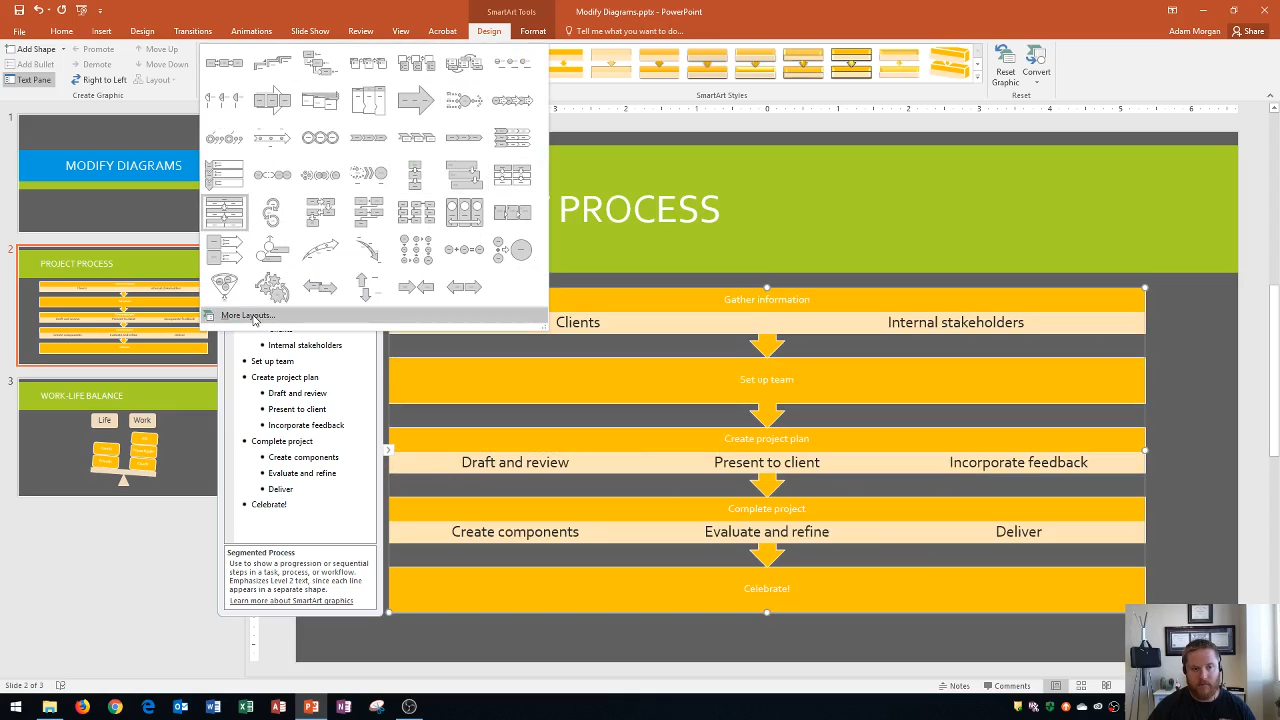 SmartArt Tools
Modify Diagrams.pptx - PowerPoint
File
Home
Insert
Design
Transitions
Animations
Slide Show
Review
View
Acrobat
Design
Format
Tell me what you want to do...
Adam Morgan
Share
Add Shape
Promote
Move Up
Add Bullet
Demote
Move Down
Text Pane
Right to Left
Layout
Create Graphic
Reset Graphic
Convert
SmartArt Styles
Reset
More Layouts...
1
MODIFY DIAGRAMS
2
PROJECT PROCESS
3
WORK-LIFE BALANCE
Life
Work
PROCESS
Internal stakeholders
Set up team
Create project plan
Draft and review
Present to client
Incorporate feedback
Complete project
Create components
Evaluate and refine
Deliver
Celebrate!
Segmented Process
Use to show a progression or sequential
steps in a task, process, or workflow.
Emphasizes Level 2 text, since each line
appears in a separate shape.
Learn more about SmartArt graphics
Gather information
Clients
Internal stakeholders
Set up team
Create project plan
Draft and review
Present to client
Incorporate feedback
Complete project
Create components
Evaluate and refine
Deliver
Celebrate!
Slide 2 of 3
Notes
Comments